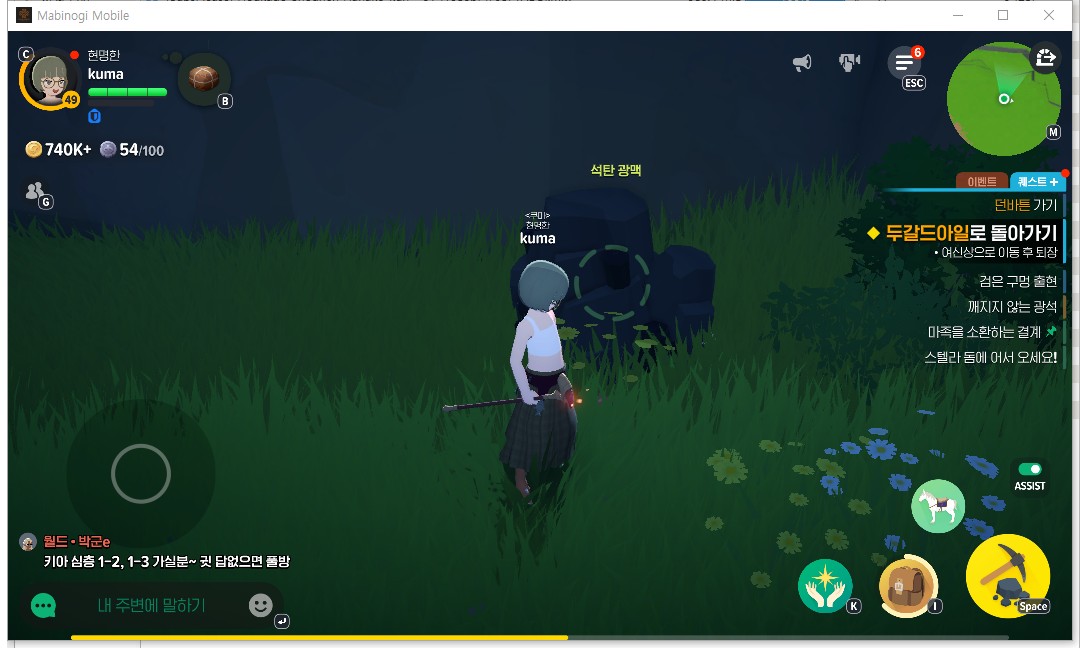 Mabinogi Mobile
C
현명한
kuma
49
B
740K+ 54/100
G
6
ESC
M
석탄 광맥
<쿠미>
현명한
kuma
이벤트 퀘스트 +
던바튼 가기
두갈드아일로 돌아가기
• 여신상으로 이동 후 퇴장
검은 구멍 출현
깨지지 않는 광석
마족을 소환하는 결계
스텔라 돔에 어서 오세요!
ASSIST
월드 • 박군e
키아 심층 1-2, 1-3 가실분~ 귓 답없으면 풀방
내 주변에 말하기
K
I
Space